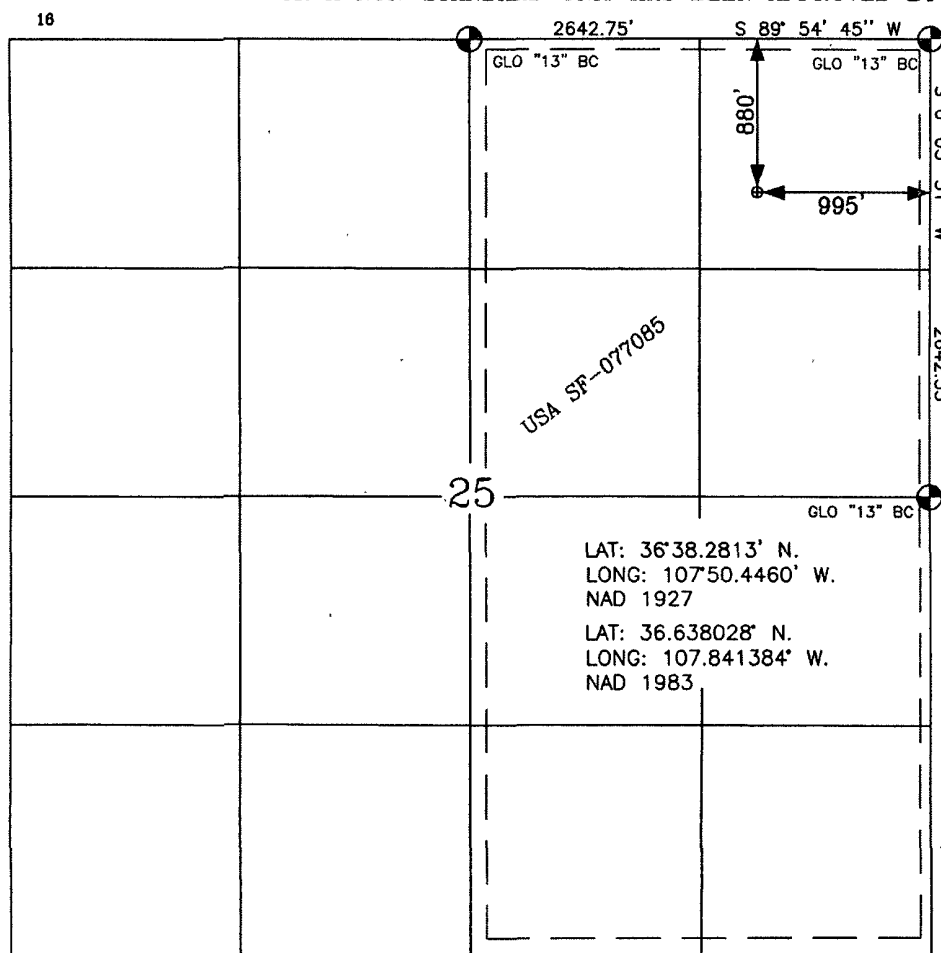 16
2642.75' S 89° 54' 45'' W
GLO "13" BC
GLO "13" BC
880'
995'
USA SF-077085
25
GLO "13" BC
LAT: 36°38.2813' N.
LONG: 107°50.4460' W.
NAD 1927
LAT: 36.638028° N.
LONG: 107.841384° W.
NAD 1983